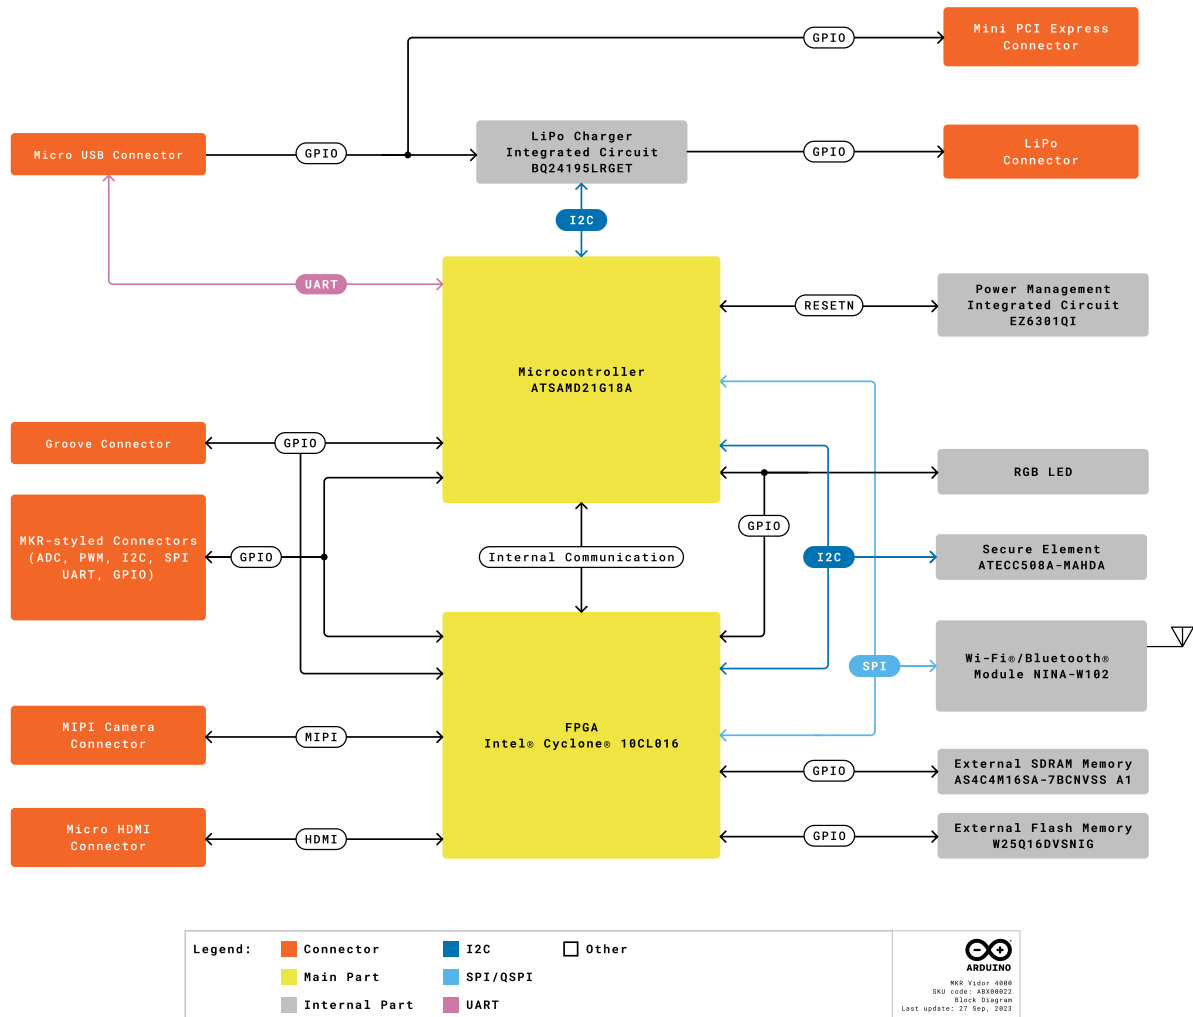 GPIO
Mini PCI Express
Connector
Micro USB Connector
GPIO
LiPo Charger
Integrated Circuit
BQ24195LRGET
GPIO
LiPo
Connector
I2C
UART
Microcontroller
ATSAMD21G18A
RESETN
Power Management
Integrated Circuit
EZ6301QI
Groove Connector
GPIO
RGB LED
MKR-styled Connectors
(ADC, PWM, I2C, SPI
UART, GPIO)
GPIO
Internal Communication
GPIO
I2C
Secure Element
ATECC508A-MAHDA
SPI
Wi-Fi®/Bluetooth®
Module NINA-W102
FPGA
Intel® Cyclone® 10CL016
MIPI Camera
Connector
MIPI
GPIO
External SDRAM Memory
AS4C4M16SA-7BCNVSS A1
Micro HDMI
Connector
HDMI
GPIO
External Flash Memory
W25Q16DVSNIG
Legend:
Connector
Main Part
Internal Part
I2C
SPI/QSPI
UART
Other
ARDUINO
MKR Vidor 4000
SKU code: ABX00022
Block Diagram
Last update: 27 Sep, 2023